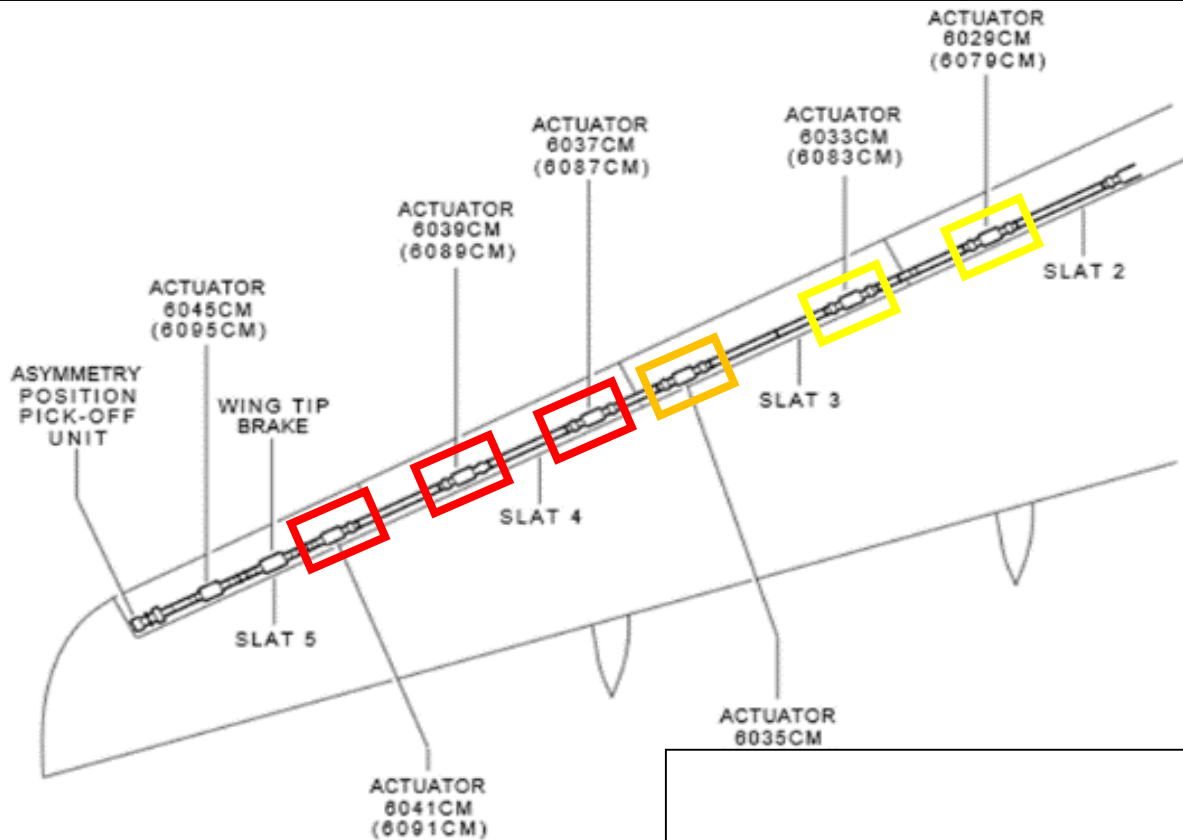 ACTUATOR
6029CM
(6079CM)
ACTUATOR
6033CM
(6083CM)
ACTUATOR
6037CM
(6087CM)
ACTUATOR
6039CM
(6089CM)
ACTUATOR
6045CM
(6095CM)
ASYMMETRY
POSITION
PICK-OFF
UNIT
WING TIP
BRAKE
SLAT 2
SLAT 3
SLAT 4
SLAT 5
ACTUATOR
6035CM
ACTUATOR
6041CM
(6091CM)